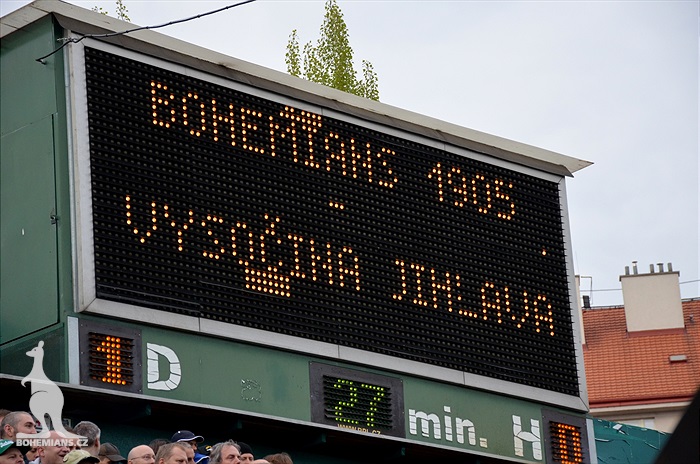 BOHEMIANS 1905
-
VYSOČINA JIHLAVA
1 D 27 min. H 0
BOHEMIANS.CZ